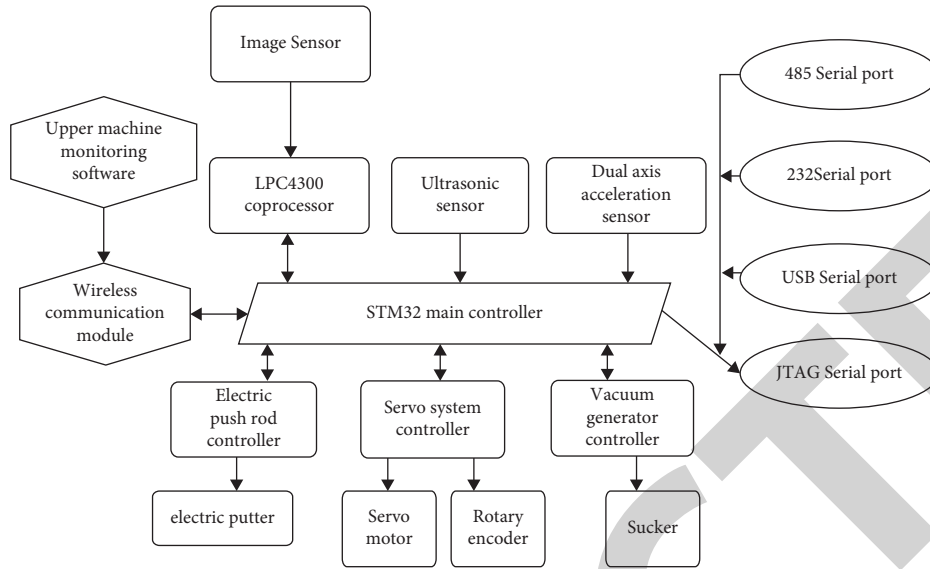 Image Sensor
485 Serial port
Upper machine
monitoring
software
LPC4300
coprocessor
Ultrasonic
sensor
Dual axis
acceleration
sensor
232Serial port
USB Serial port
Wireless
communication
module
STM32 main controller
JTAG Serial port
Electric
push rod
controller
Servo system
controller
Vacuum
generator
controller
electric putter
Servo
motor
Rotary
encoder
Sucker